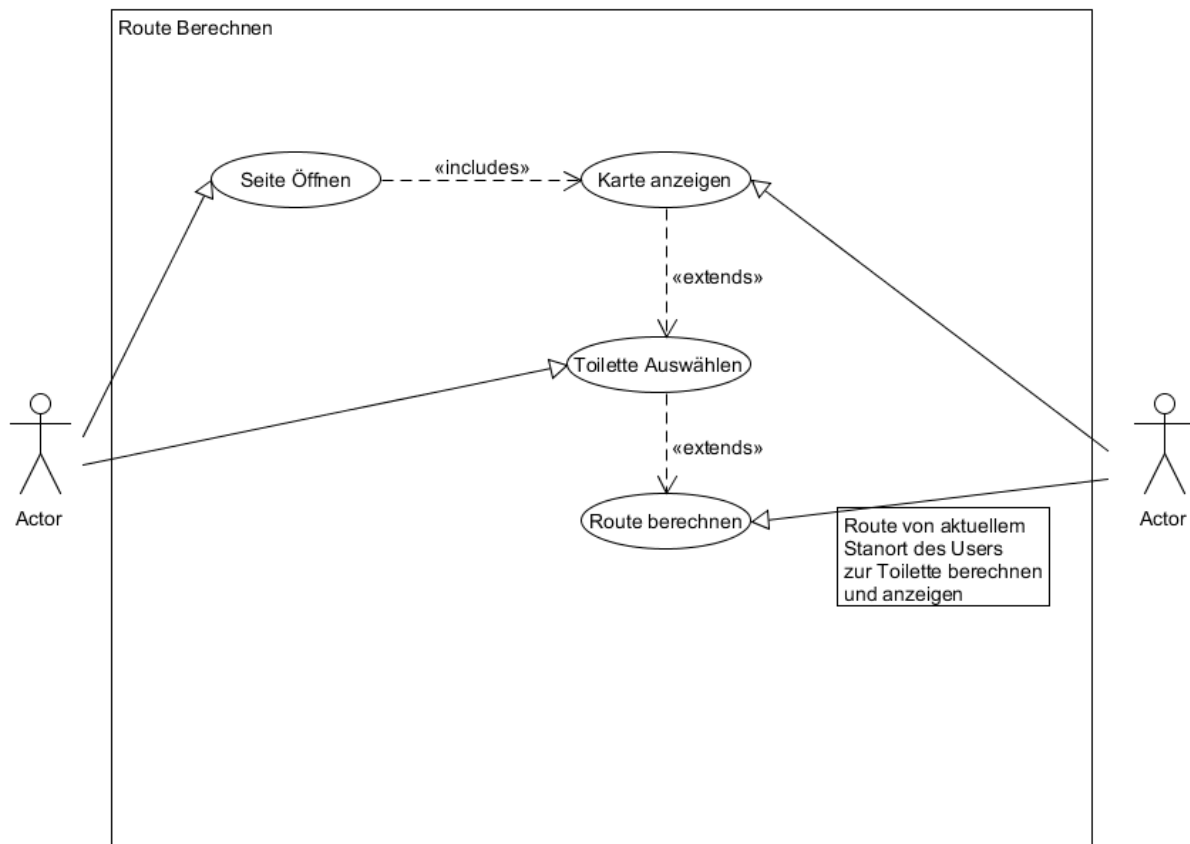 Route Berechnen
Seite Öffnen
«includes»
Karte anzeigen
«extends»
Toilette Auswählen
«extends»
Route berechnen
Actor
Actor
Route von aktuellem
Stanort des Users
zur Toilette berechnen
und anzeigen